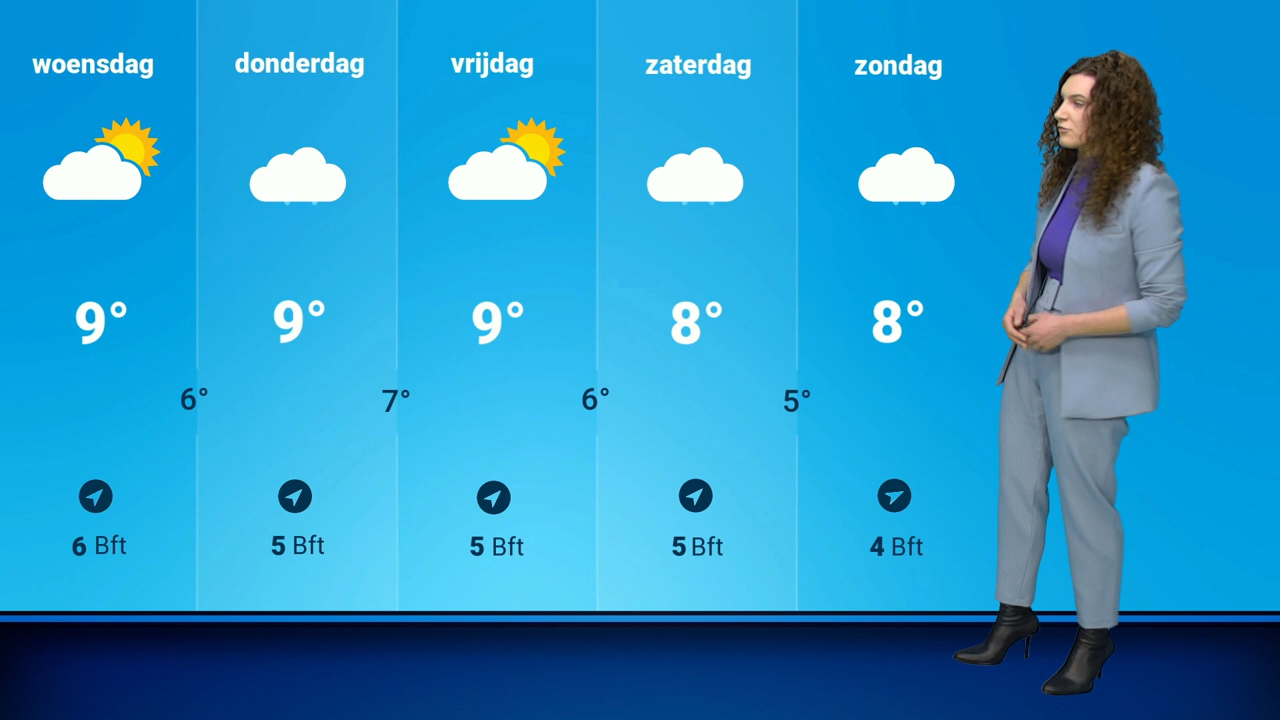 woensdag donderdag vrijdag zaterdag zondag
9° 9° 9° 8° 8°
6° 7° 6° 5°
6 Bft 5 Bft 5 Bft 5 Bft 4 Bft